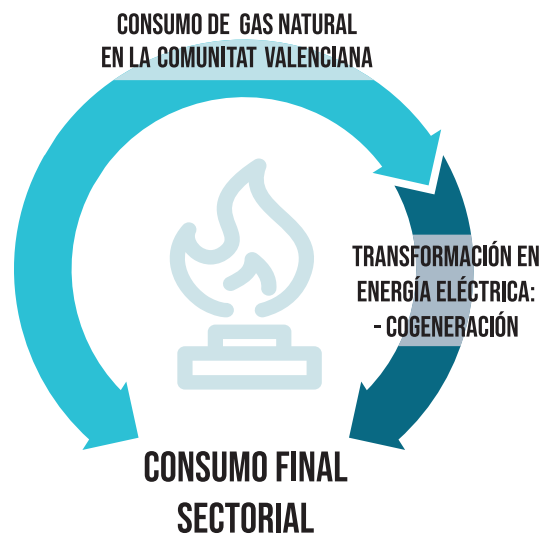 CONSUMO DE GAS NATURAL
EN LA COMUNITAT VALENCIANA
TRANSFORMACIÓN EN
ENERGÍA ELÉCTRICA:
- COGENERACIÓN
CONSUMO FINAL
SECTORIAL